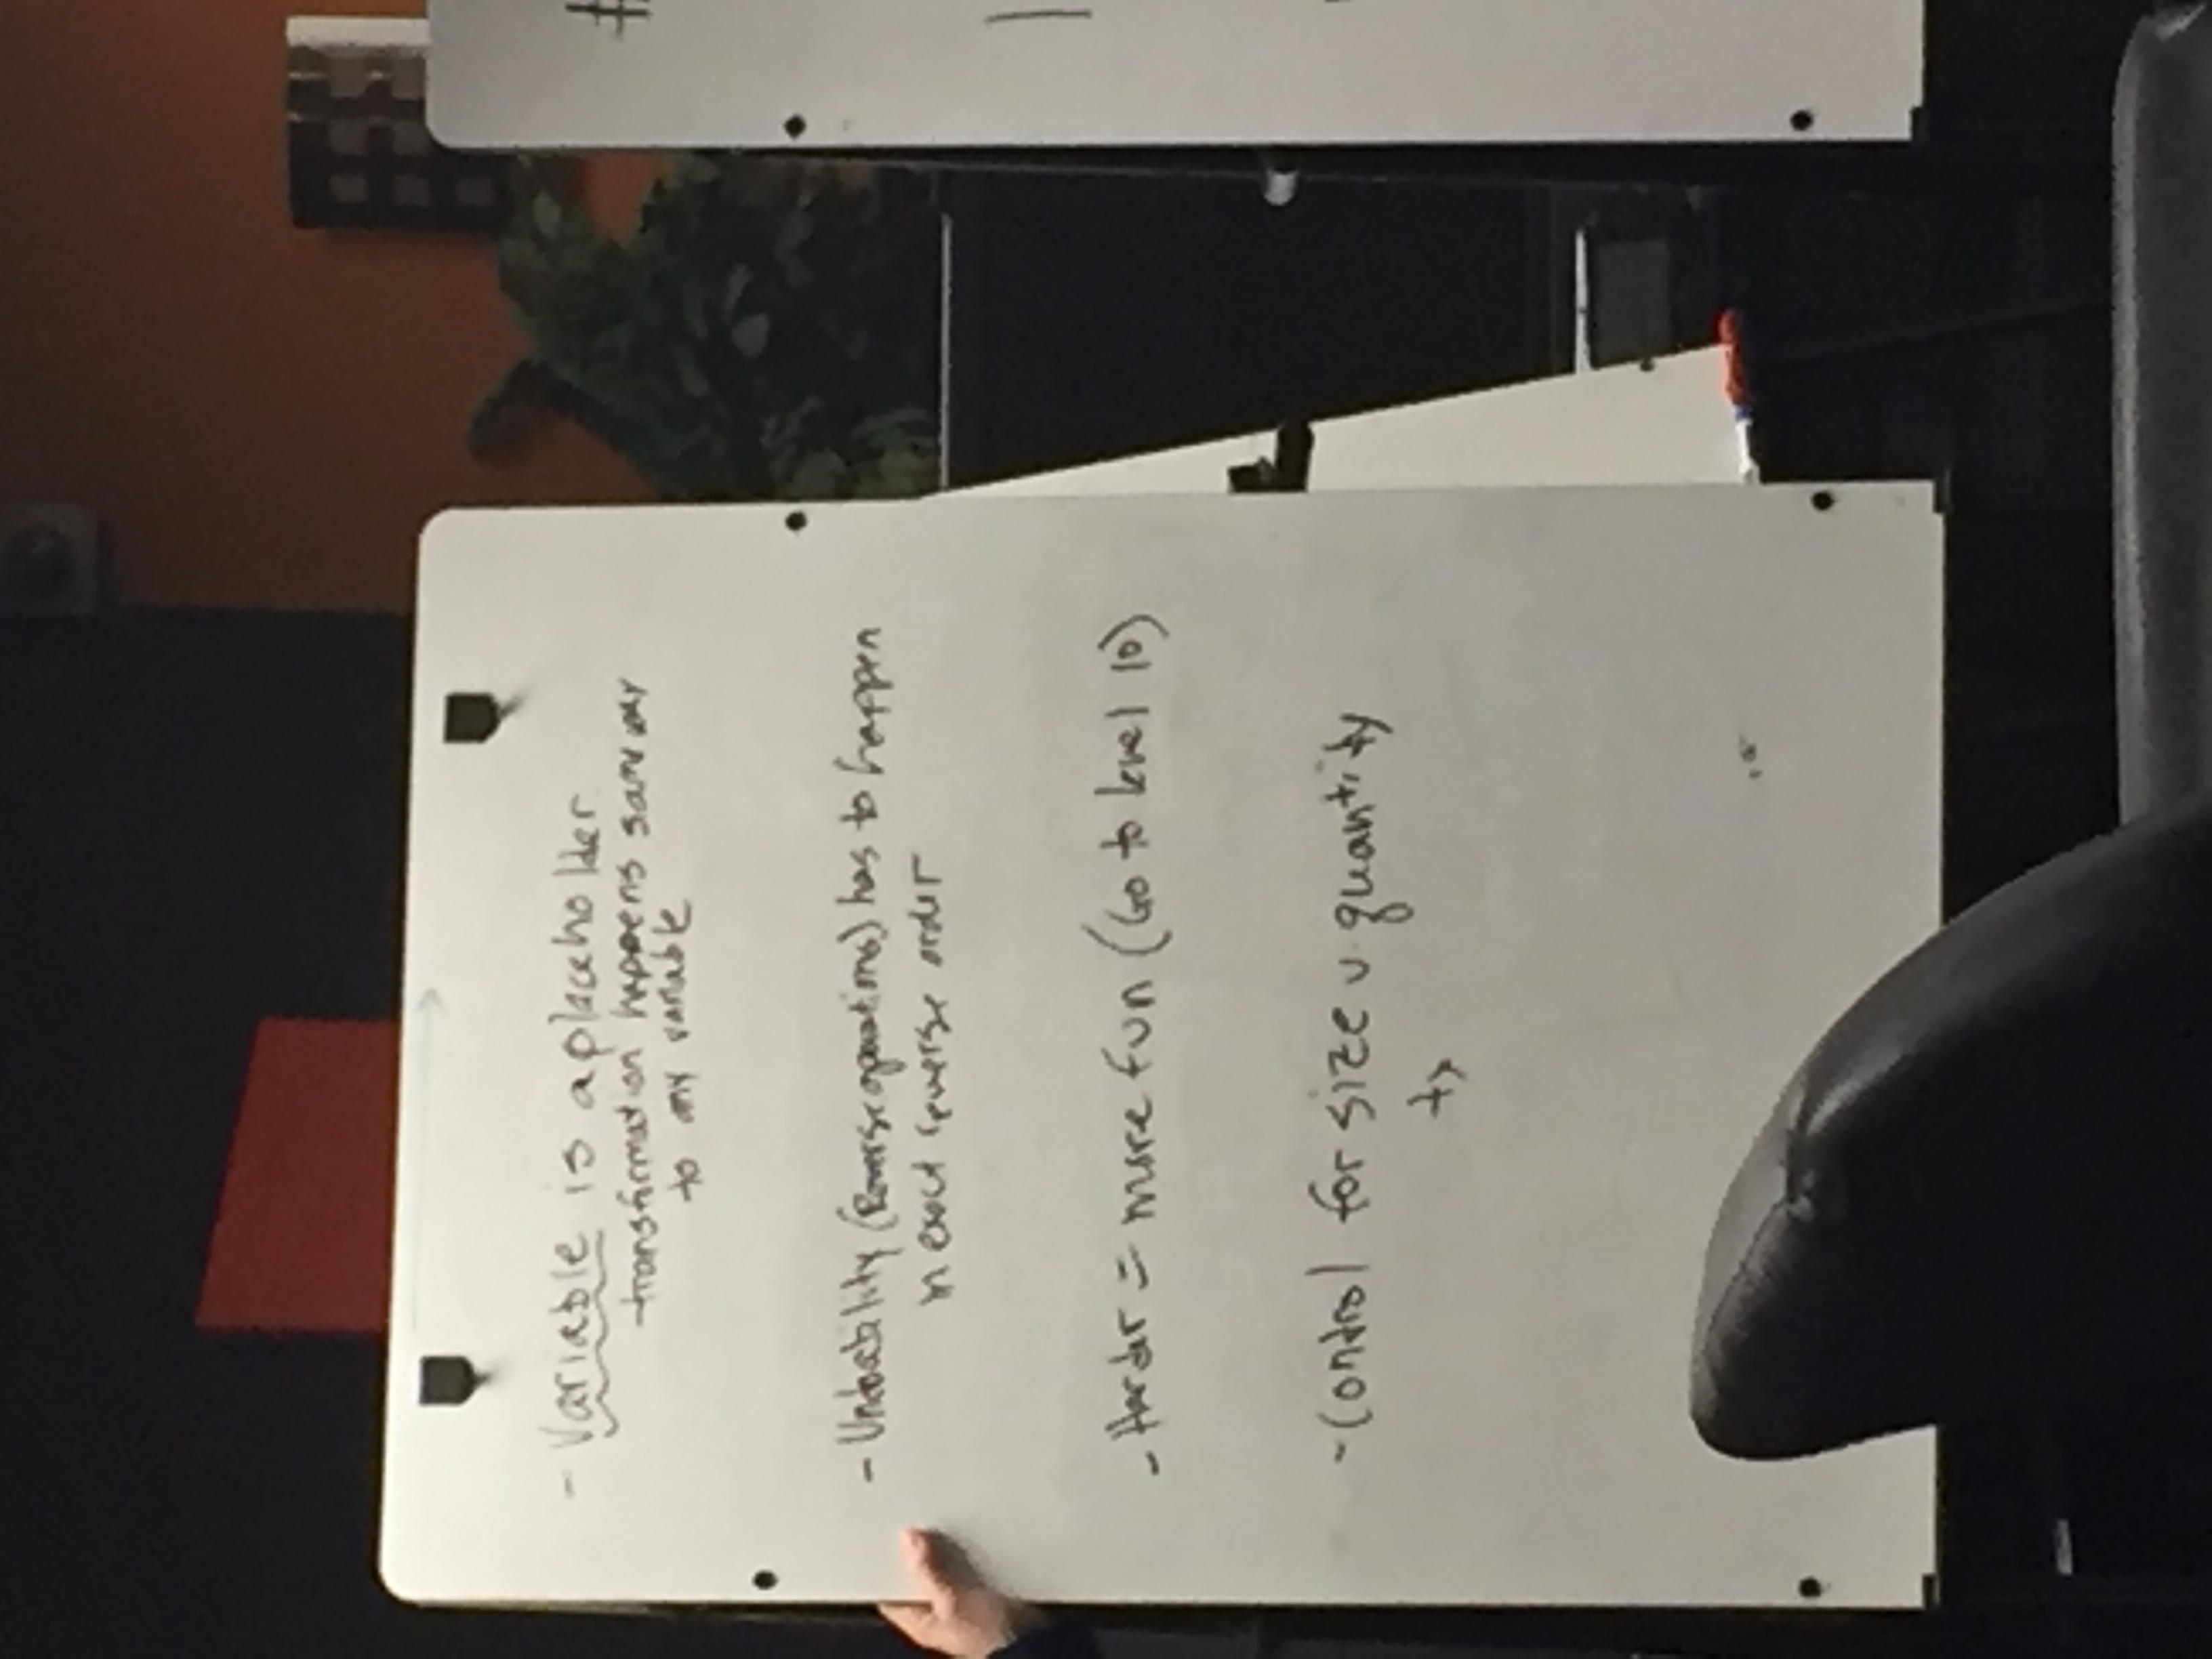 - Variable is a placeholder
transformation happens same way
to any variable
- Undoability (Reverse operations) has to happen
in exact reverse order
- Harder = more fun (Go to level 10)
- Control for size v. quantity
#